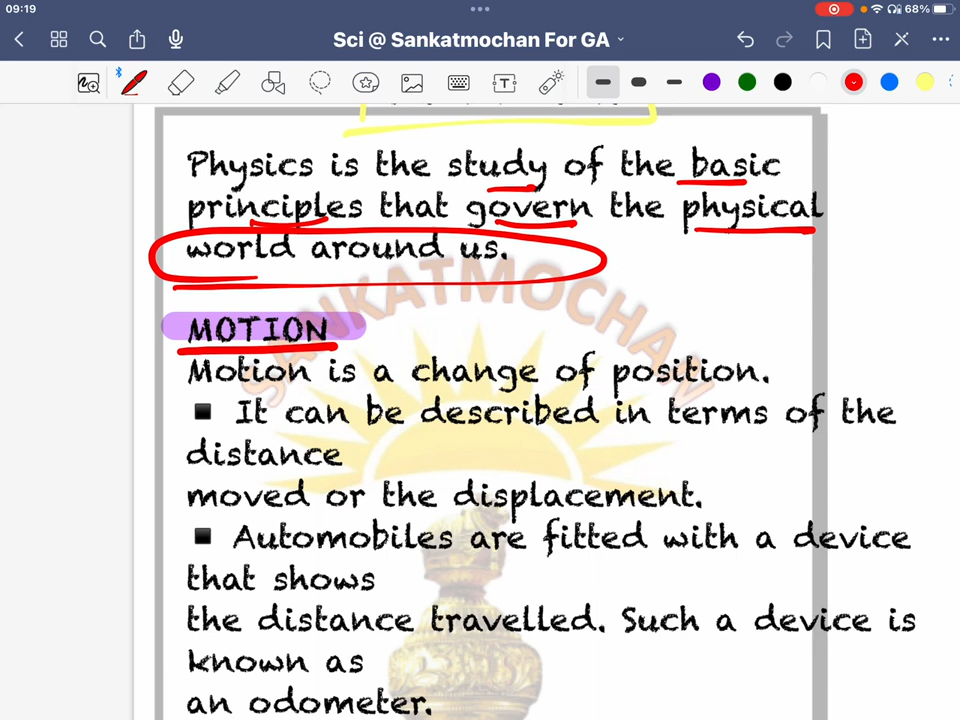 09:19
68%
Sci @ Sankatmochan For GA
Physics is the study of the basic
principles that govern the physical
world around us.
SANKATMOCHAN
MOTION
Motion is a change of position.
▪ It can be described in terms of the
distance
moved or the displacement.
▪ Automobiles are fitted with a device
that shows
the distance travelled. Such a device is
known as
an odometer.